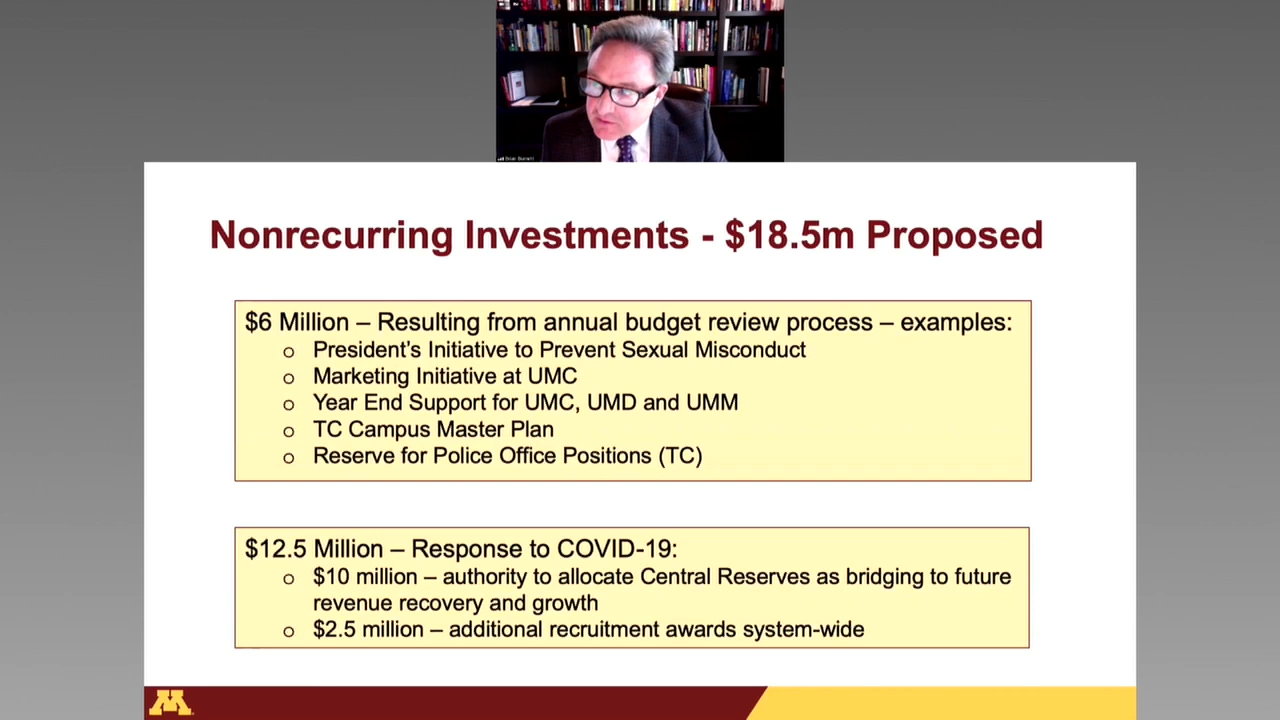 Brian Burnett
Nonrecurring Investments - $18.5m Proposed
$6 Million – Resulting from annual budget review process – examples:
o President's Initiative to Prevent Sexual Misconduct
o Marketing Initiative at UMC
o Year End Support for UMC, UMD and UMM
o TC Campus Master Plan
o Reserve for Police Office Positions (TC)
$12.5 Million – Response to COVID-19:
o $10 million – authority to allocate Central Reserves as bridging to future
revenue recovery and growth
o $2.5 million – additional recruitment awards system-wide
M